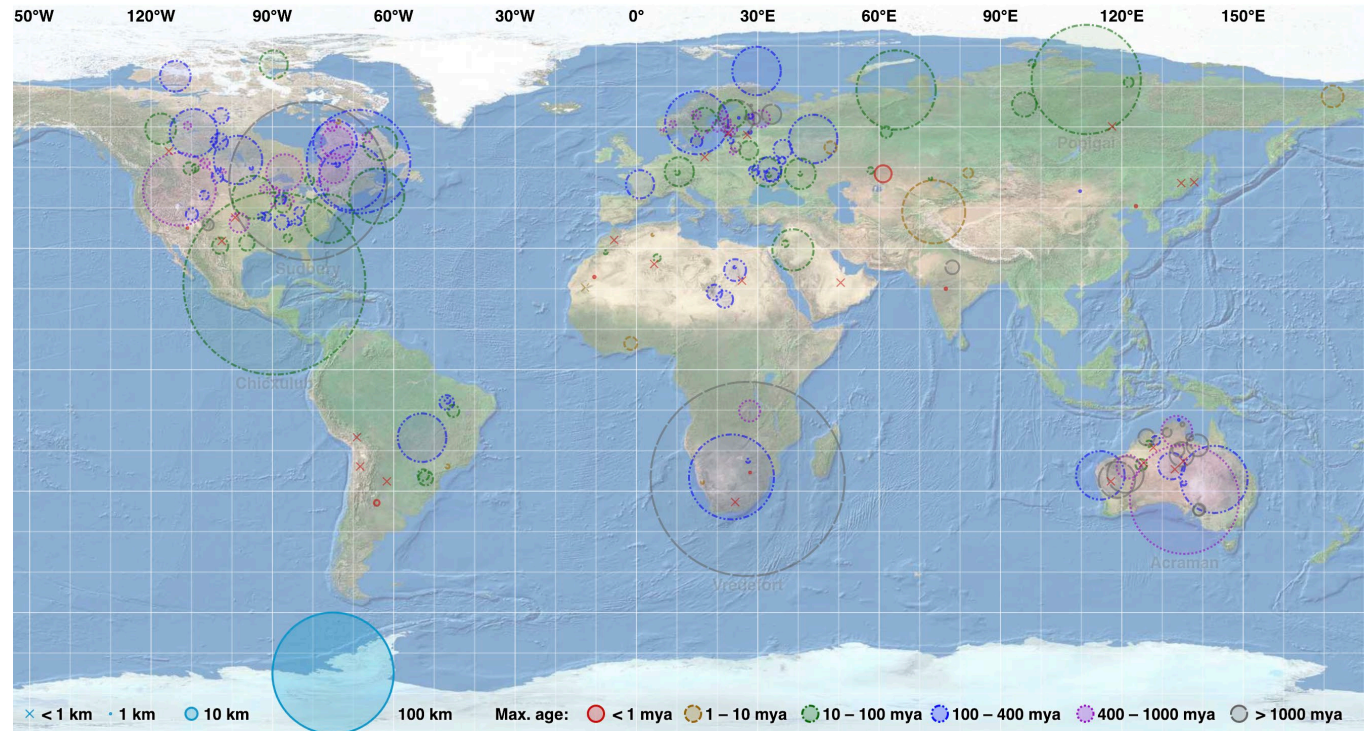 50W 120°W 90°W 60°W 30°W 0° 30°E 60°E 90°E 120°E 150°E
Popigai
Sudbury
Chicxulub
Acraman
Vredefort
× < 1 km · 1 km 10 km 100 km Max. age: < 1 mya 1 – 10 mya 10 – 100 mya 100 – 400 mya 400 – 1000 mya > 1000 mya